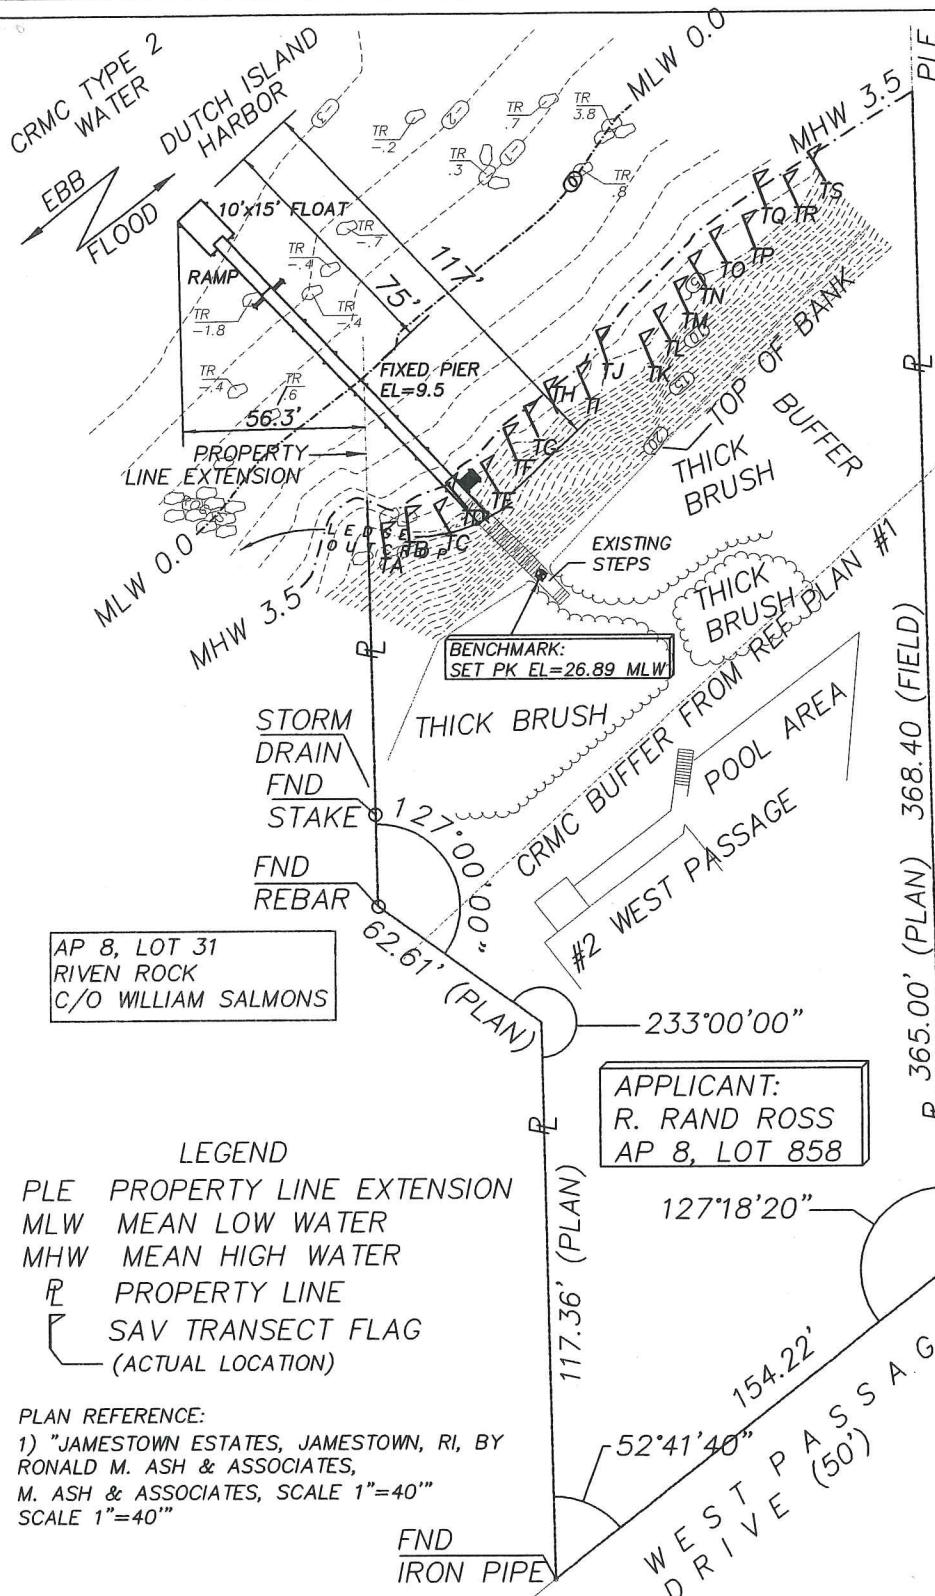 CRMC TYPE 2
WATER
DUTCH ISLAND
HARBOR
EBB
FLOOD
MLW 0.0
MHW 3.5
PLE
TR
-.2
TR
.7
TR
3.8
TR
.3
TR
.8
TR
-.7
TR
-.4
TR
-.4
TR
-1.8
TR
-.4
TR
.6
10'x15' FLOAT
RAMP
117'
75'
FIXED PIER
EL=9.5
56.3'
PROPERTY
LINE EXTENSION
TS
TR
TQ
TP
TO
TN
TM
TL
TK
TJ
TI
TH
TG
TF
TE
TD
TC
TB
TA
TOP OF BANK
BUFFER
THICK
BRUSH
LEDGE
OUTCROP
MLW 0.0
MHW 3.5
EXISTING
STEPS
THICK
BRUSH
BENCHMARK:
SET PK EL=26.89 MLW
THICK BRUSH
CRMC BUFFER FROM REF PLAN #1
POOL AREA
#2 WEST PASSAGE
368.40 (FIELD)
365.00' (PLAN)
STORM
DRAIN
FND
STAKE
FND
REBAR
127°00'00"
62.61' (PLAN)
AP 8, LOT 31
RIVEN ROCK
C/O WILLIAM SALMONS
233°00'00"
APPLICANT:
R. RAND ROSS
AP 8, LOT 858
LEGEND
PLE PROPERTY LINE EXTENSION
MLW MEAN LOW WATER
MHW MEAN HIGH WATER
PL PROPERTY LINE
SAV TRANSECT FLAG
(ACTUAL LOCATION)
117.36' (PLAN)
127°18'20"
154.22'
52°41'40"
WEST PASSAG
DRIVE (50')
PLAN REFERENCE:
1) "JAMESTOWN ESTATES, JAMESTOWN, RI, BY
RONALD M. ASH & ASSOCIATES,
M. ASH & ASSOCIATES, SCALE 1"=40'"
SCALE 1"=40'"
FND
IRON PIPE